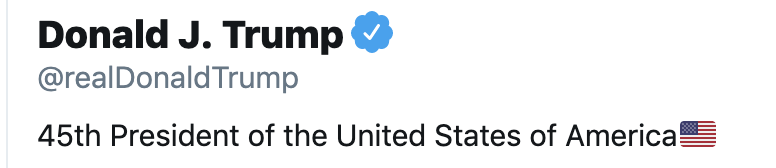 Donald J. Trump
@realDonaldTrump
45th President of the United States of America🇺🇸